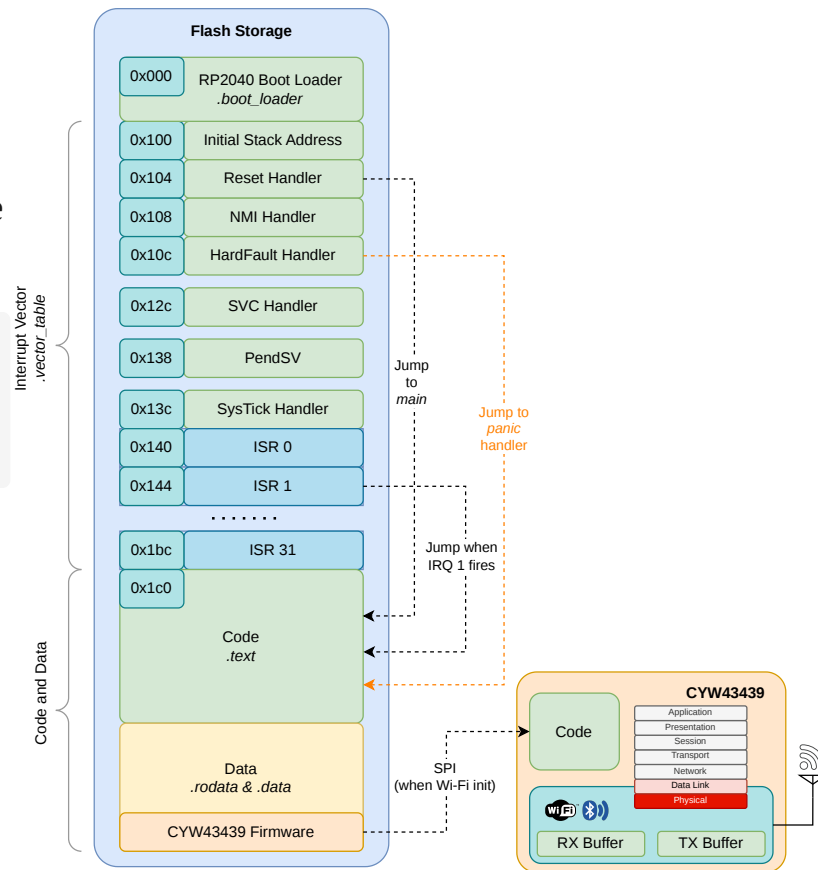 Flash Storage
0x000
RP2040 Boot Loader
.boot_loader
0x100
Initial Stack Address
0x104
Reset Handler
0x108
NMI Handler
0x10c
HardFault Handler
0x12c
SVC Handler
0x138
PendSV
0x13c
SysTick Handler
0x140
ISR 0
0x144
ISR 1
.......
0x1bc
ISR 31
0x1c0
Code
.text
Data
.rodata & .data
CYW43439 Firmware
e
Interrupt Vector
.vector_table
Code and Data
Jump
to
main
Jump to
panic
handler
Jump when
IRQ 1 fires
SPI
(when Wi-Fi init)
CYW43439
Code
Application
Presentation
Session
Transport
Network
Data Link
Physical
Wi Fi
RX Buffer
TX Buffer